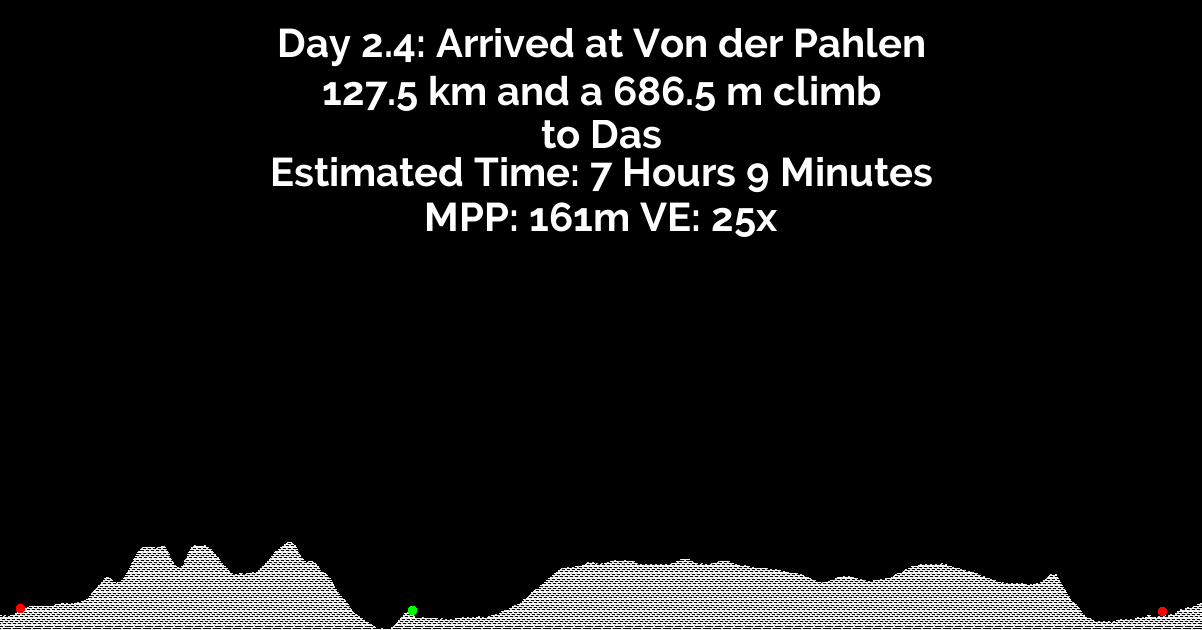 Day 2.4: Arrived at Von der Pahlen
127.5 km and a 686.5 m climb
to Das
Estimated Time: 7 Hours 9 Minutes
MPP: 161m VE: 25x